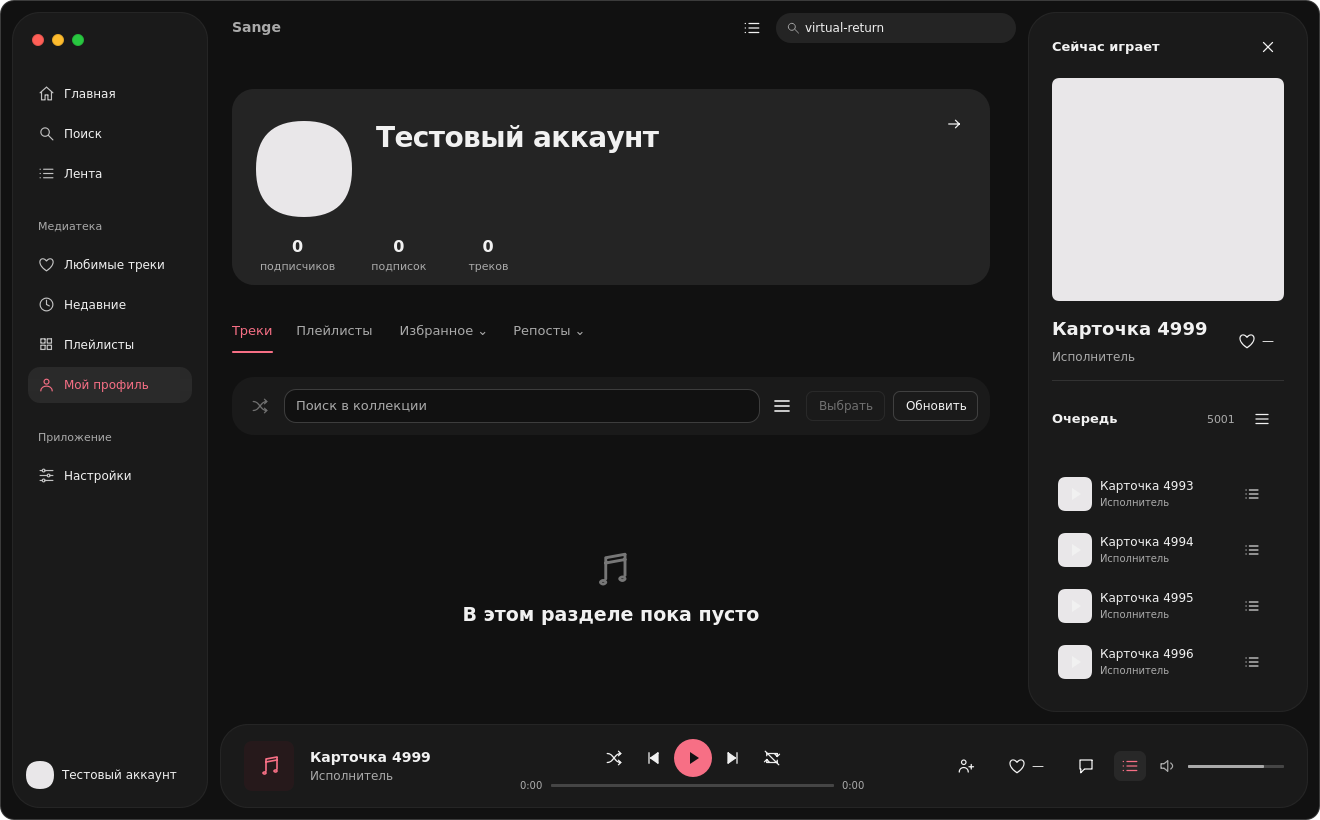 Sange
virtual-return
Главная
Поиск
Лента
Медиатека
Любимые треки
Недавние
Плейлисты
Мой профиль
Приложение
Настройки
Тестовый аккаунт
Тестовый аккаунт
0
подписчиков
0
подписок
0
треков
Треки
Плейлисты
Избранное
Репосты
Поиск в коллекции
Выбрать
Обновить
В этом разделе пока пусто
Сейчас играет
Карточка 4999
Исполнитель
—
Очередь
5001
Карточка 4993
Исполнитель
Карточка 4994
Исполнитель
Карточка 4995
Исполнитель
Карточка 4996
Исполнитель
Карточка 4999
Исполнитель
0:00
0:00
—